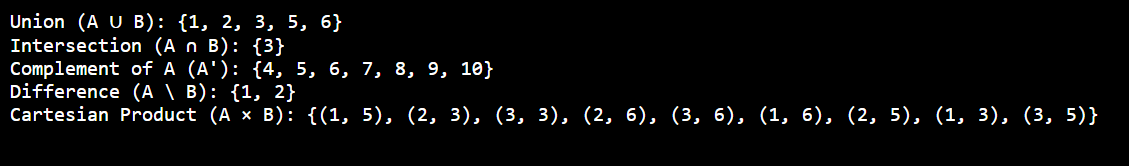 Union (A ∪ B): {1, 2, 3, 5, 6}
Intersection (A ∩ B): {3}
Complement of A (A'): {4, 5, 6, 7, 8, 9, 10}
Difference (A \ B): {1, 2}
Cartesian Product (A × B): {(1, 5), (2, 3), (3, 3), (2, 6), (3, 6), (1, 6), (2, 5), (1, 3), (3, 5)}